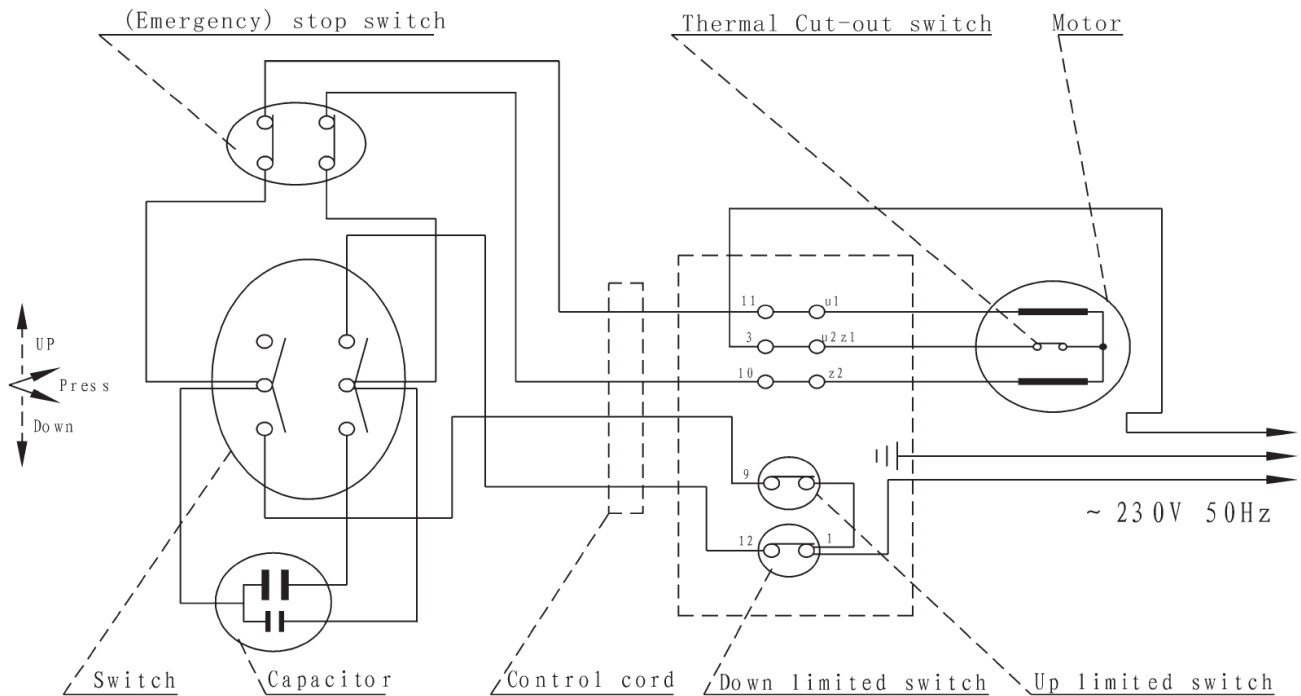 (Emergency) stop switch
Thermal Cut-out switch
Motor
11
u1
UP
3
u2z1
Press
10
z2
Down
9
12
1
~ 230V 50Hz
Switch
Capacitor
Control cord
Down limited switch
Up limited switch